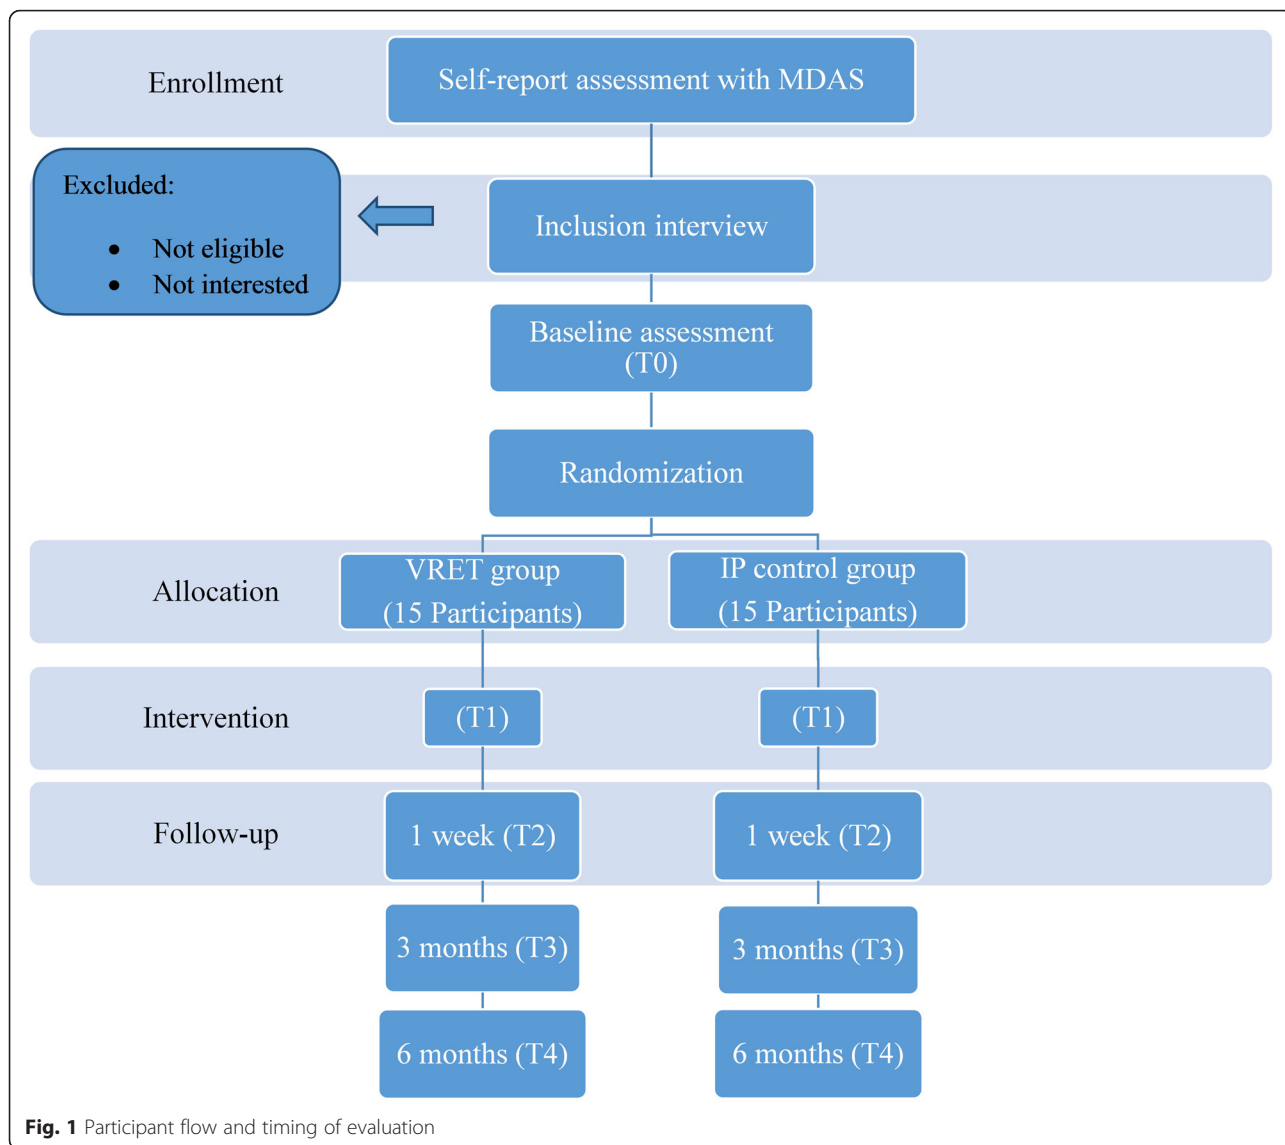 Enrollment
Self-report assessment with MDAS
Excluded:
• Not eligible
• Not interested
Inclusion interview
Baseline assessment
(T0)
Randomization
Allocation
VRET group
(15 Participants)
IP control group
(15 Participants)
Intervention
(T1)
(T1)
Follow-up
1 week (T2)
1 week (T2)
3 months (T3)
3 months (T3)
6 months (T4)
6 months (T4)
Fig. 1 Participant flow and timing of evaluation